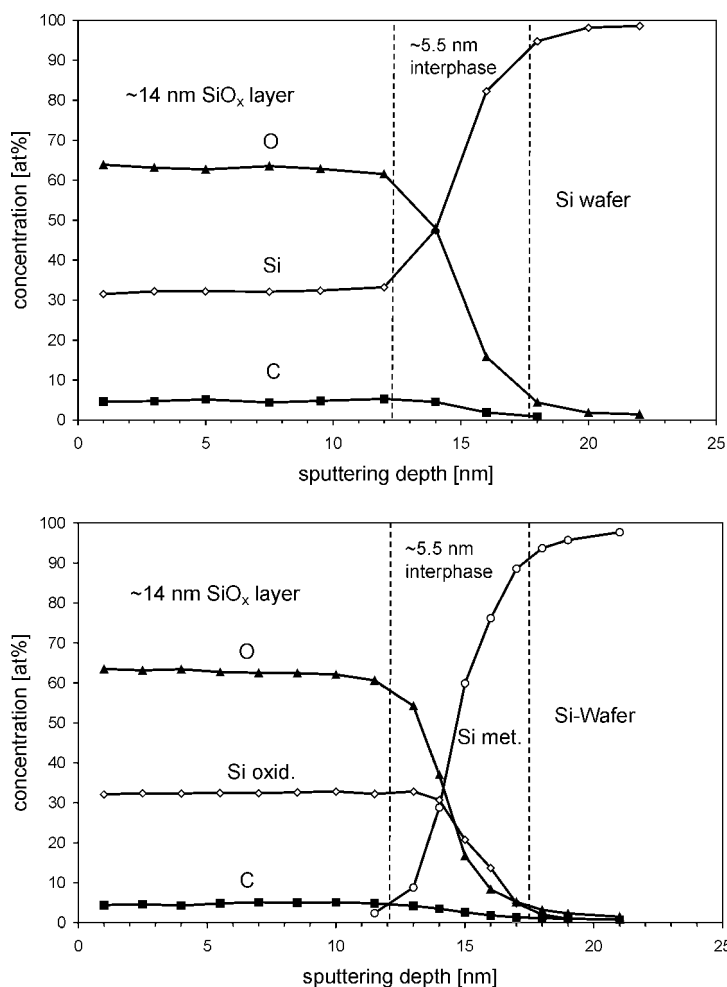 100
90
80
70
60
50
40
30
20
10
0
concentration [at%]
~14 nm SiOx layer
O
Si
C
~5.5 nm
interphase
Si wafer
0
5
10
15
20
25
sputtering depth [nm]
100
90
80
70
60
50
40
30
20
10
0
concentration [at%]
~14 nm SiOx layer
O
Si oxid.
C
~5.5 nm
interphase
Si met.
Si-Wafer
0
5
10
15
20
25
sputtering depth [nm]